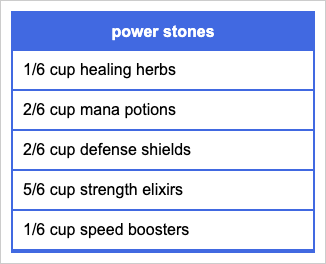 power stones
1/6 cup healing herbs
2/6 cup mana potions
2/6 cup defense shields
5/6 cup strength elixirs
1/6 cup speed boosters